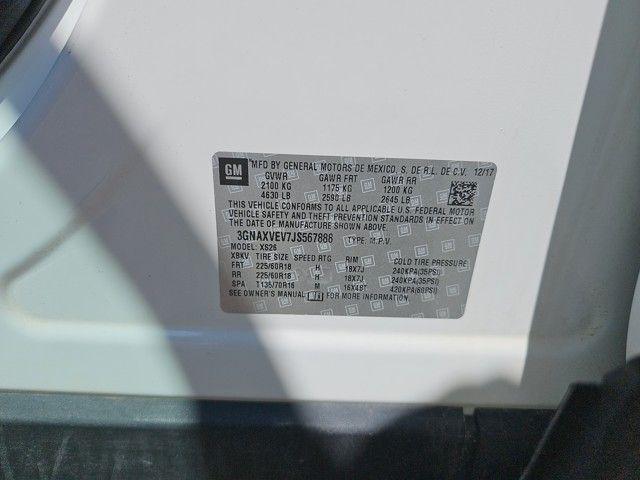 GM
MFD BY GENERAL MOTORS DE MEXICO, S. DE R.L. DE C.V. 12/17
GVWR GAWR FRT GAWR RR
2100 KG 1175 KG 1200 KG
4630 LB 2590 LB 2645 LB
THIS VEHICLE CONFORMS TO ALL APPLICABLE U.S. FEDERAL MOTOR
VEHICLE SAFETY AND THEFT PREVENTION STANDARDS IN EFFECT ON
THE DATE OF MANUFACTURE SHOWN ABOVE.
3GNAXVEV7JS567888 TYPE: M.P.V.
MODEL: XS26
XBKV TIRE SIZE SPEED RTG RIM COLD TIRE PRESSURE
FRT 225/60R18 H 18X7J 240KPA(35PSI)
RR 225/60R18 H 18X7J 240KPA(35PSI)
SPA T135/70R16 M 16X4BT 420KPA(60PSI)
SEE OWNER'S MANUAL FOR MORE INFORMATION